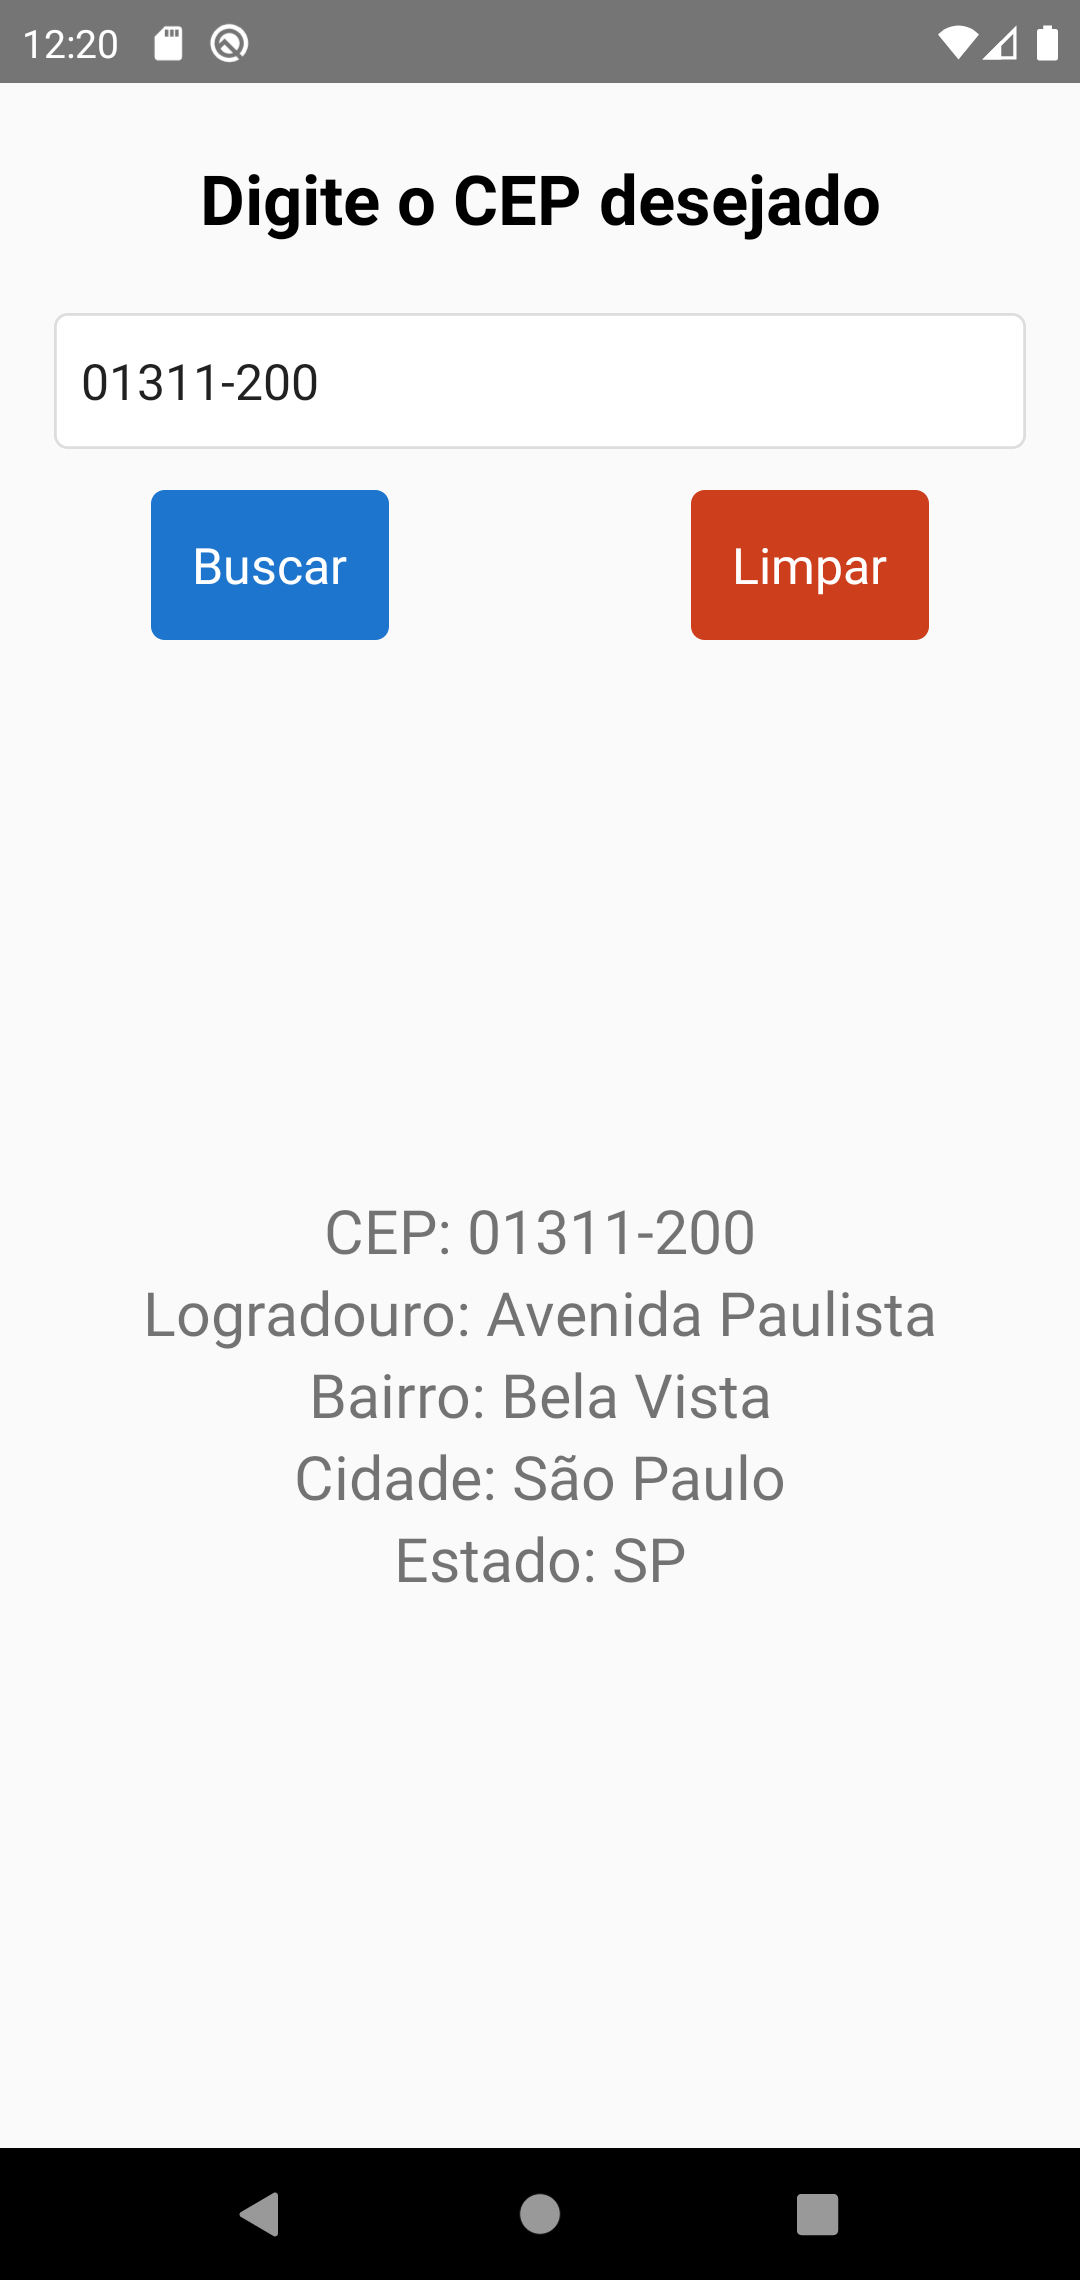 12:20
Digite o CEP desejado
01311-200
Buscar
Limpar
CEP: 01311-200
Logradouro: Avenida Paulista
Bairro: Bela Vista
Cidade: São Paulo
Estado: SP